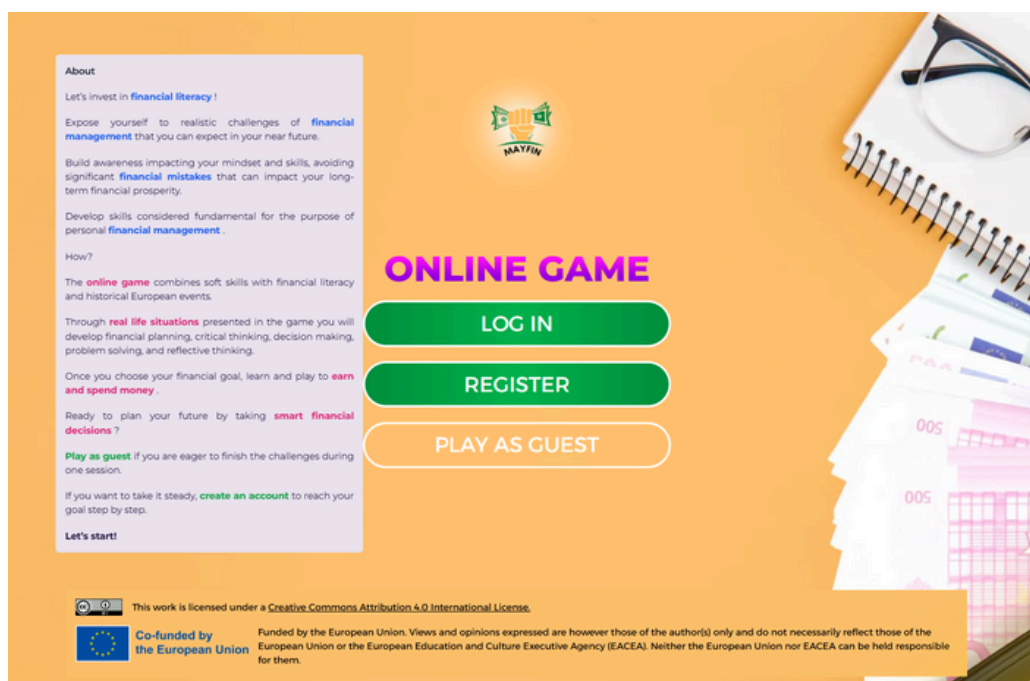 About
Let's invest in financial literacy !
Expose yourself to realistic challenges of financial
management that you can expect in your near future.
Build awareness impacting your mindset and skills, avoiding
significant financial mistakes that can impact your long-
term financial prosperity.
Develop skills considered fundamental for the purpose of
personal financial management .
How?
The online game combines soft skills with financial literacy
and historical European events.
Through real life situations presented in the game you will
develop financial planning, critical thinking, decision making,
problem solving, and reflective thinking.
Once you choose your financial goal, learn and play to earn
and spend money .
Ready to plan your future by taking smart financial
decisions ?
Play as guest if you are eager to finish the challenges during
one session.
If you want to take it steady, create an account to reach your
goal step by step.
Let's start!
MAYFIN
ONLINE GAME
LOG IN
REGISTER
PLAY AS GUEST
500
500
cc BY
This work is licensed under a Creative Commons Attribution 4.0 International License.
Co-funded by
the European Union
Funded by the European Union. Views and opinions expressed are however those of the author(s) only and do not necessarily reflect those of the
European Union or the European Education and Culture Executive Agency (EACEA). Neither the European Union nor EACEA can be held responsible
for them.